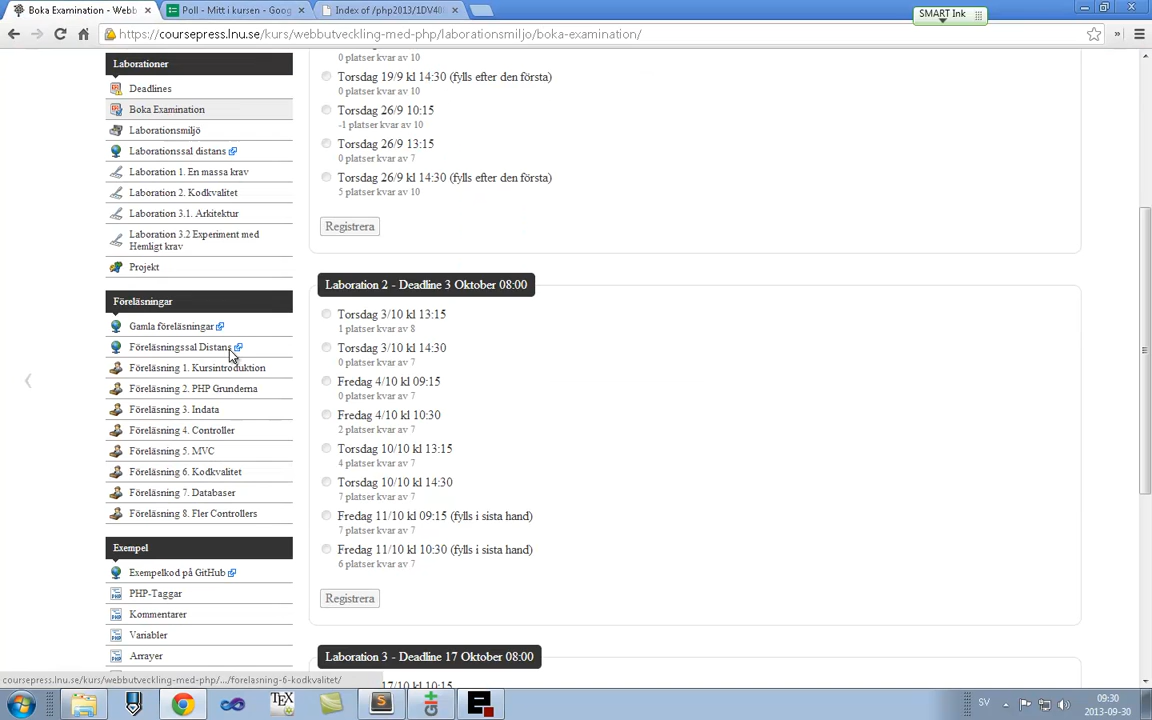 Boka Examination - Webb
Poll - Mitt i kursen - Goog
Index of /php2013/1DV40
SMART Ink
https://coursepress.lnu.se/kurs/webbutveckling-med-php/laborationsmiljo/boka-examination/
Laborationer
Deadlines
Boka Examination
Laborationsmiljö
Laborationssal distans
Laboration 1. En massa krav
Laboration 2. Kodkvalitet
Laboration 3.1. Arkitektur
Laboration 3.2 Experiment med
Hemligt krav
Projekt
Föreläsningar
Gamla föreläsningar
Föreläsningssal Distans
Föreläsning 1. Kursintroduktion
Föreläsning 2. PHP Grunderna
Föreläsning 3. Indata
Föreläsning 4. Controller
Föreläsning 5. MVC
Föreläsning 6. Kodkvalitet
Föreläsning 7. Databaser
Föreläsning 8. Fler Controllers
Exempel
Exempelkod på GitHub
PHP-Taggar
Kommentarer
Variabler
Arrayer
0 platser kvar av 10
Torsdag 19/9 kl 14:30 (fylls efter den första)
0 platser kvar av 10
Torsdag 26/9 10:15
-1 platser kvar av 10
Torsdag 26/9 13:15
0 platser kvar av 7
Torsdag 26/9 kl 14:30 (fylls efter den första)
5 platser kvar av 10
Registrera
Laboration 2 - Deadline 3 Oktober 08:00
Torsdag 3/10 kl 13:15
1 platser kvar av 8
Torsdag 3/10 kl 14:30
0 platser kvar av 7
Fredag 4/10 kl 09:15
0 platser kvar av 7
Fredag 4/10 kl 10:30
2 platser kvar av 7
Torsdag 10/10 kl 13:15
4 platser kvar av 7
Torsdag 10/10 kl 14:30
7 platser kvar av 7
Fredag 11/10 kl 09:15 (fylls i sista hand)
7 platser kvar av 7
Fredag 11/10 kl 10:30 (fylls i sista hand)
6 platser kvar av 7
Registrera
Laboration 3 - Deadline 17 Oktober 08:00
17/10 kl 10:15
coursepress.lnu.se/kurs/webbutveckling-med-php/.../forelasning-6-kodkvalitet/
SV
09:30
2013-09-30